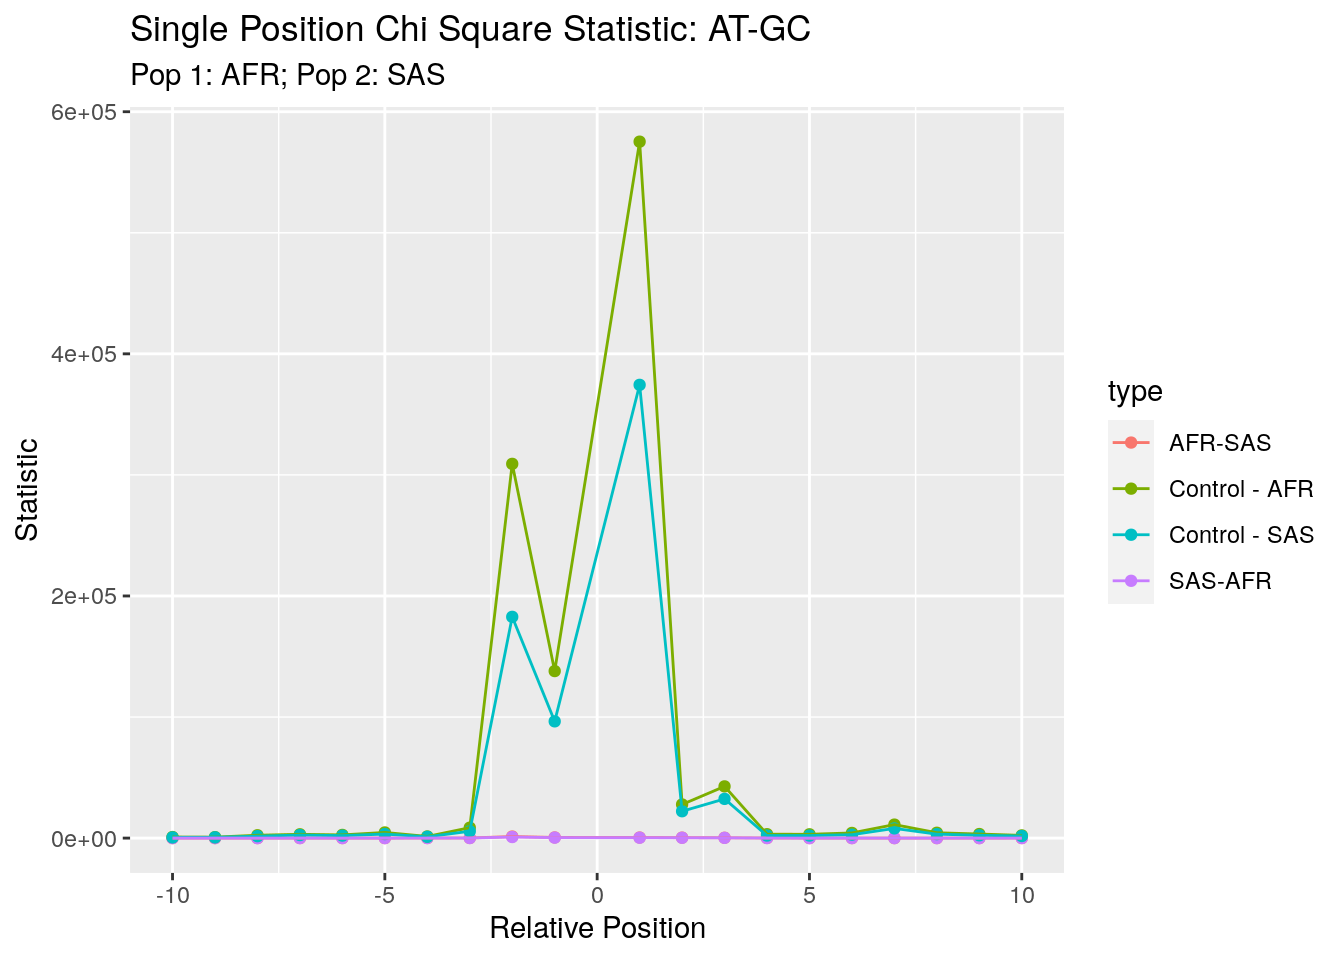 Single Position Chi Square Statistic: AT-GC
Pop 1: AFR; Pop 2: SAS
6e+05
4e+05
2e+05
0e+00
Statistic
-10
-5
0
5
10
Relative Position
type
AFR-SAS
Control - AFR
Control - SAS
SAS-AFR